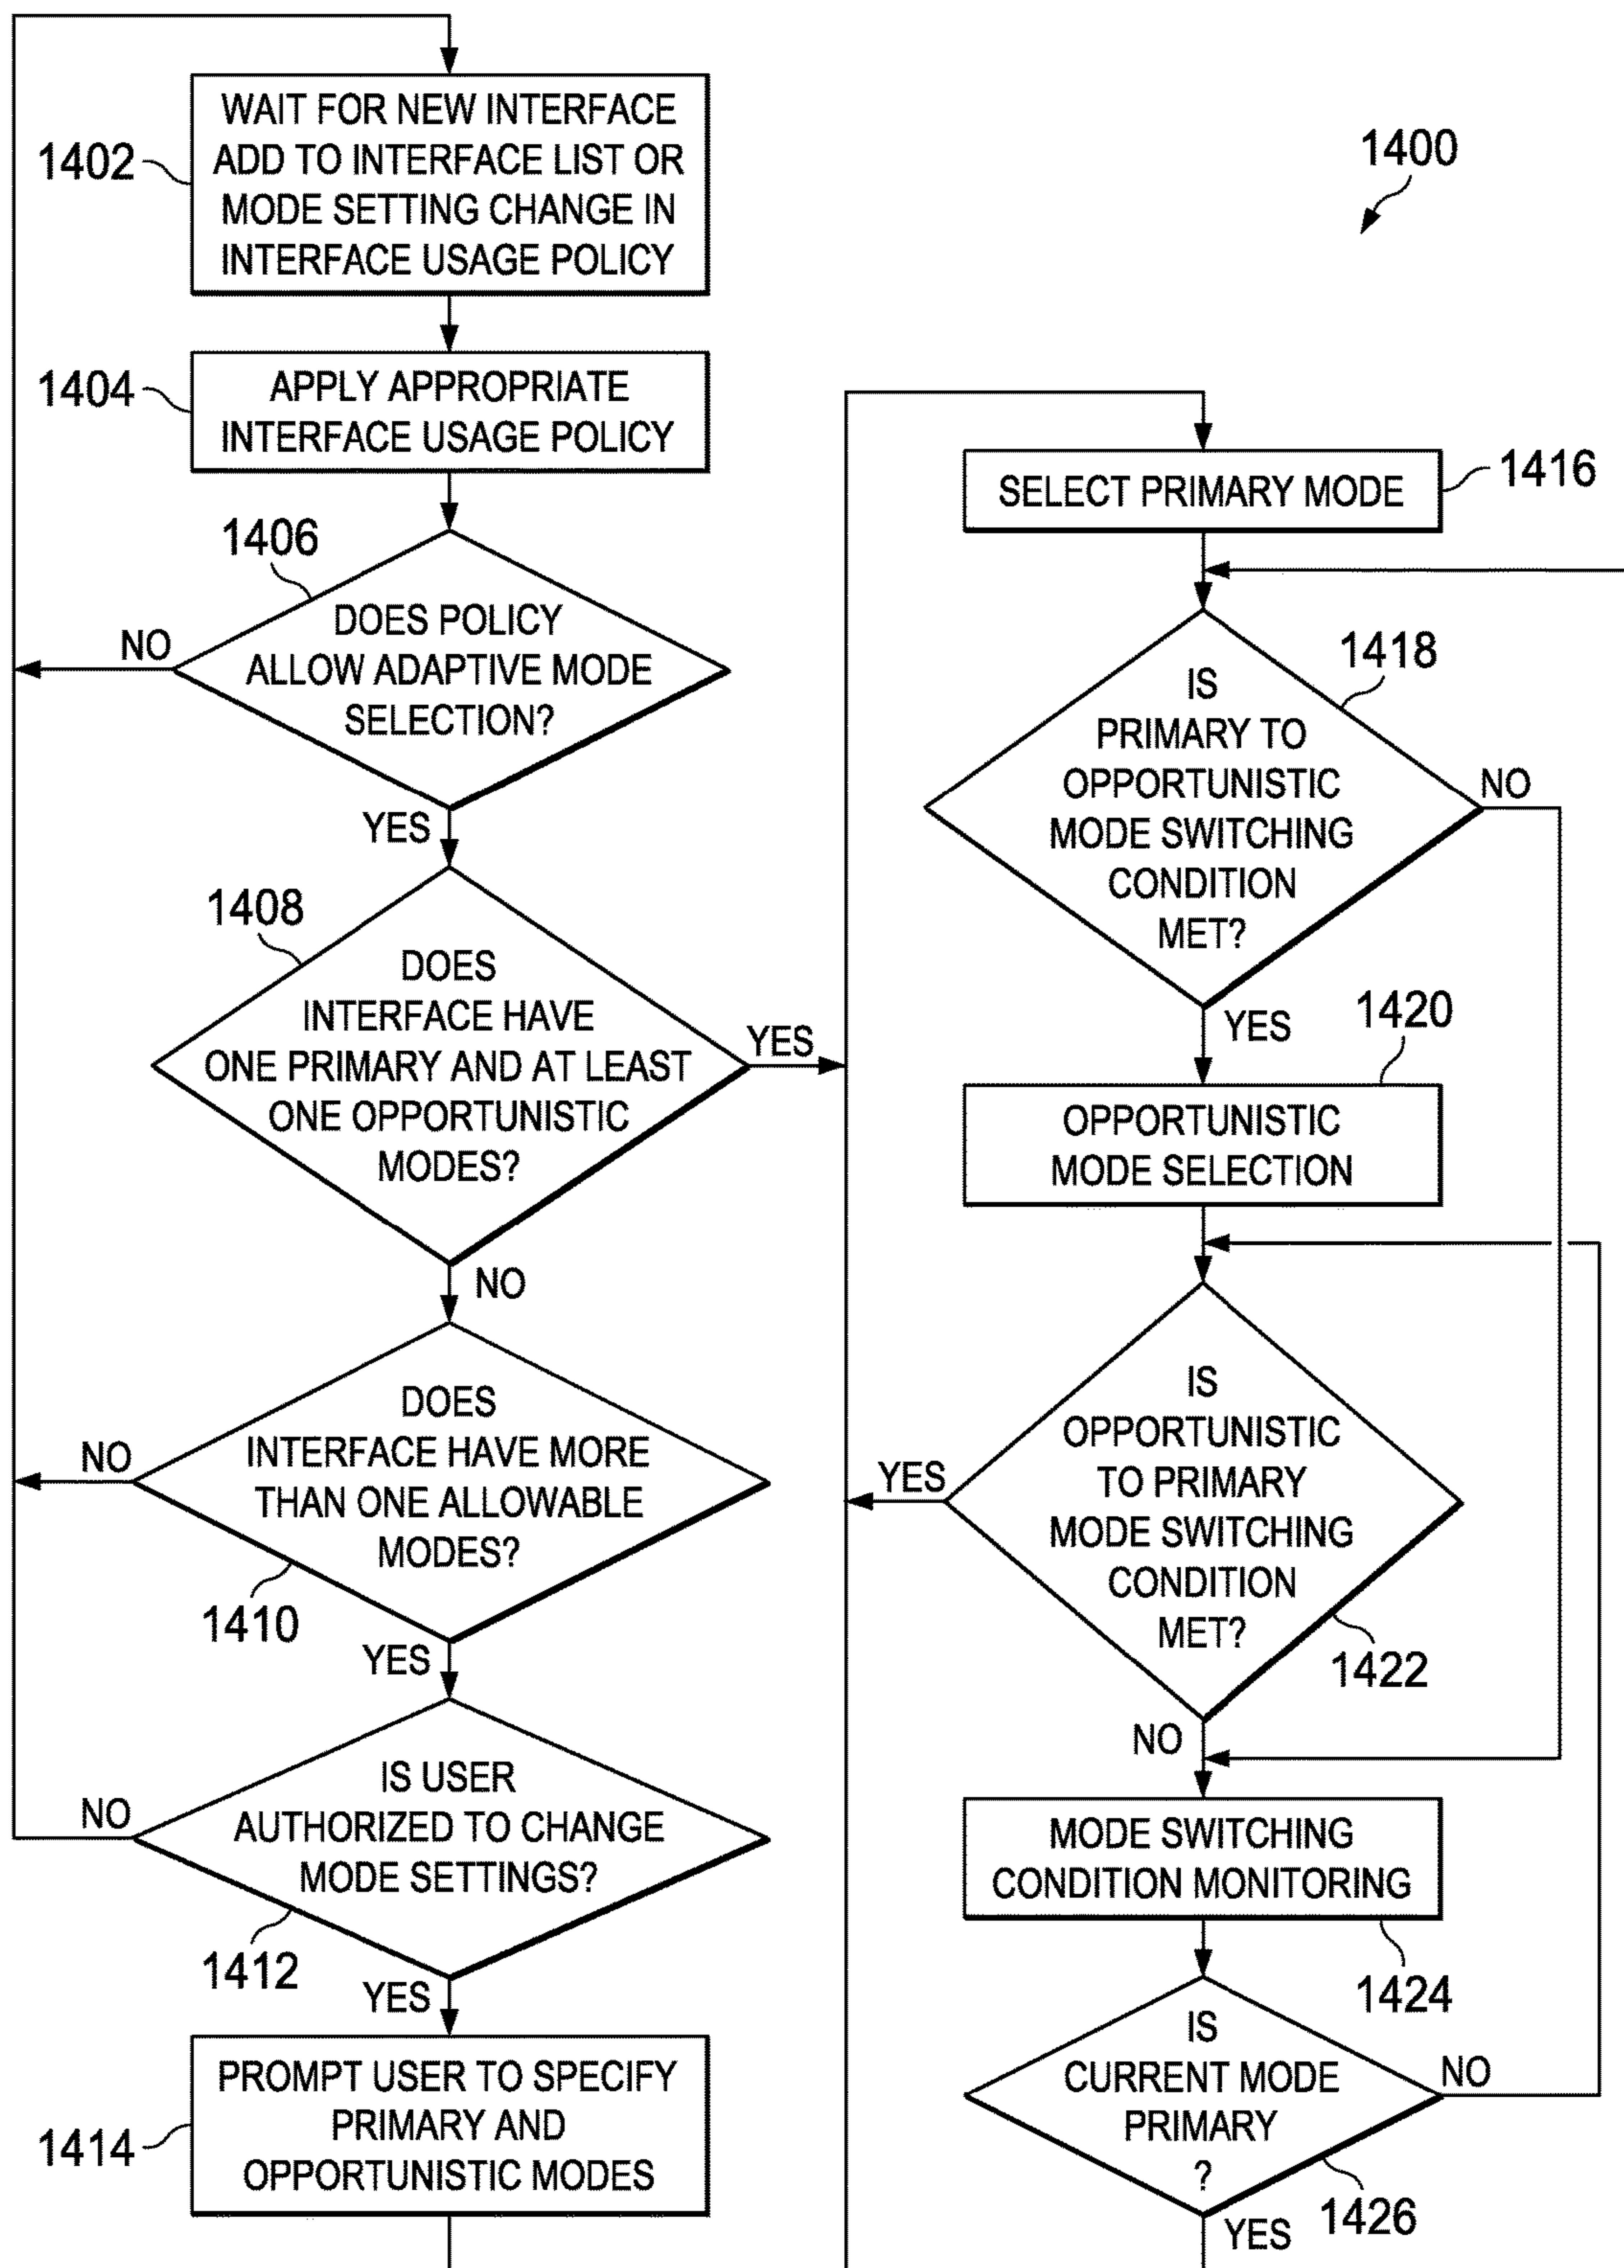 1400
1402
WAIT FOR NEW INTERFACE
ADD TO INTERFACE LIST OR
MODE SETTING CHANGE IN
INTERFACE USAGE POLICY
1404
APPLY APPROPRIATE
INTERFACE USAGE POLICY
1406
DOES POLICY
ALLOW ADAPTIVE MODE
SELECTION?
NO
YES
1408
DOES
INTERFACE HAVE
ONE PRIMARY AND AT LEAST
ONE OPPORTUNISTIC
MODES?
YES
NO
DOES
INTERFACE HAVE MORE
THAN ONE ALLOWABLE
MODES?
NO
1410
YES
IS USER
AUTHORIZED TO CHANGE
MODE SETTINGS?
NO
1412
YES
1414
PROMPT USER TO SPECIFY
PRIMARY AND
OPPORTUNISTIC MODES
SELECT PRIMARY MODE
1416
1418
IS
PRIMARY TO
OPPORTUNISTIC
MODE SWITCHING
CONDITION
MET?
NO
YES
1420
OPPORTUNISTIC
MODE SELECTION
IS
OPPORTUNISTIC
TO PRIMARY
MODE SWITCHING
CONDITION
MET?
YES
1422
NO
MODE SWITCHING
CONDITION MONITORING
1424
IS
CURRENT MODE
PRIMARY
?
NO
1426
YES